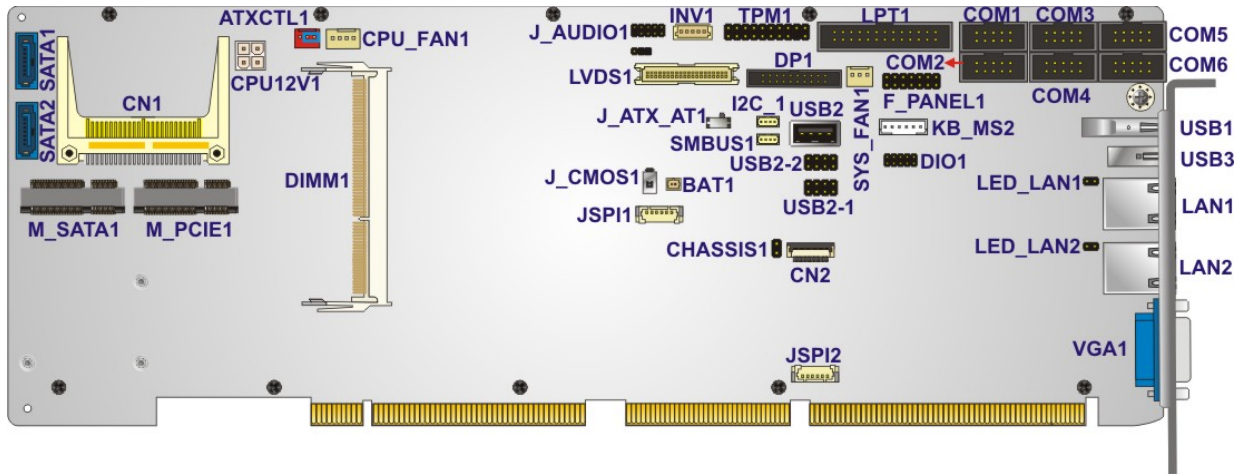 ATXCTL1
CPU_FAN1
CPU12V1
SATA1
SATA2
CN1
M_SATA1
M_PCIE1
DIMM1
J_AUDIO1
INV1
TPM1
LPT1
COM1
COM3
COM5
COM2
COM4
COM6
LVDS1
DP1
SYS_FAN1
F_PANEL1
J_ATX_AT1
I2C_1
USB2
KB_MS2
USB1
SMBUS1
USB2-2
DIO1
USB3
J_CMOS1
BAT1
USB2-1
LED_LAN1
LAN1
JSPI1
CHASSIS1
CN2
LED_LAN2
LAN2
VGA1
JSPI2